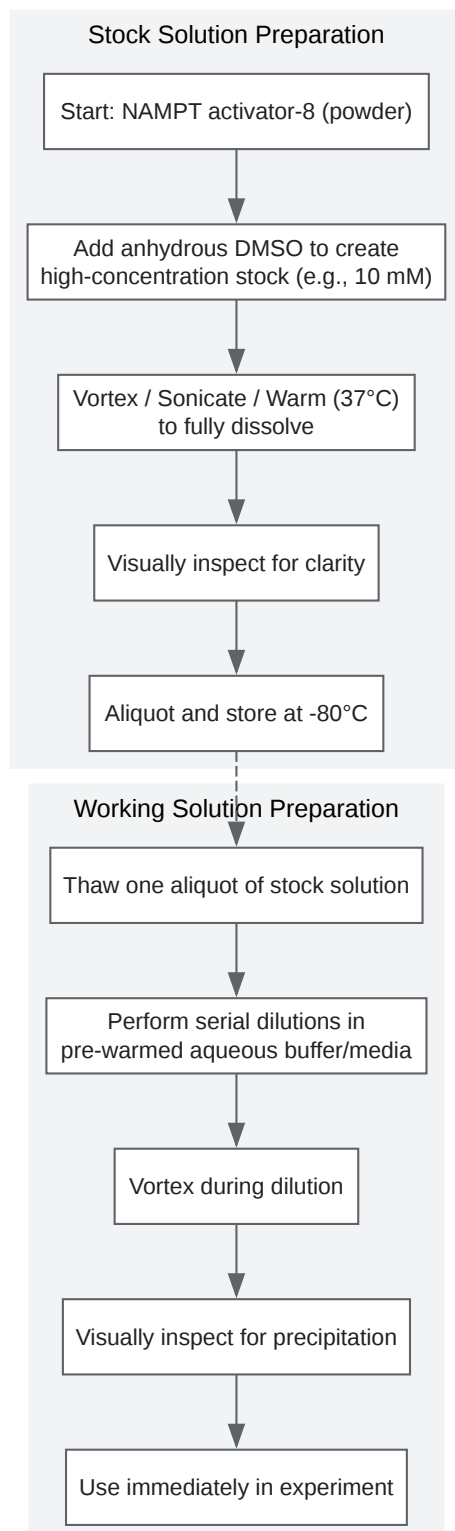 Stock Solution Preparation
Start: NAMPT activator-8 (powder)
Add anhydrous DMSO to create
high-concentration stock (e.g., 10 mM)
Vortex / Sonicate / Warm (37°C)
to fully dissolve
Visually inspect for clarity
Aliquot and store at -80°C
Working Solution Preparation
Thaw one aliquot of stock solution
Perform serial dilutions in
pre-warmed aqueous buffer/media
Vortex during dilution
Visually inspect for precipitation
Use immediately in experiment